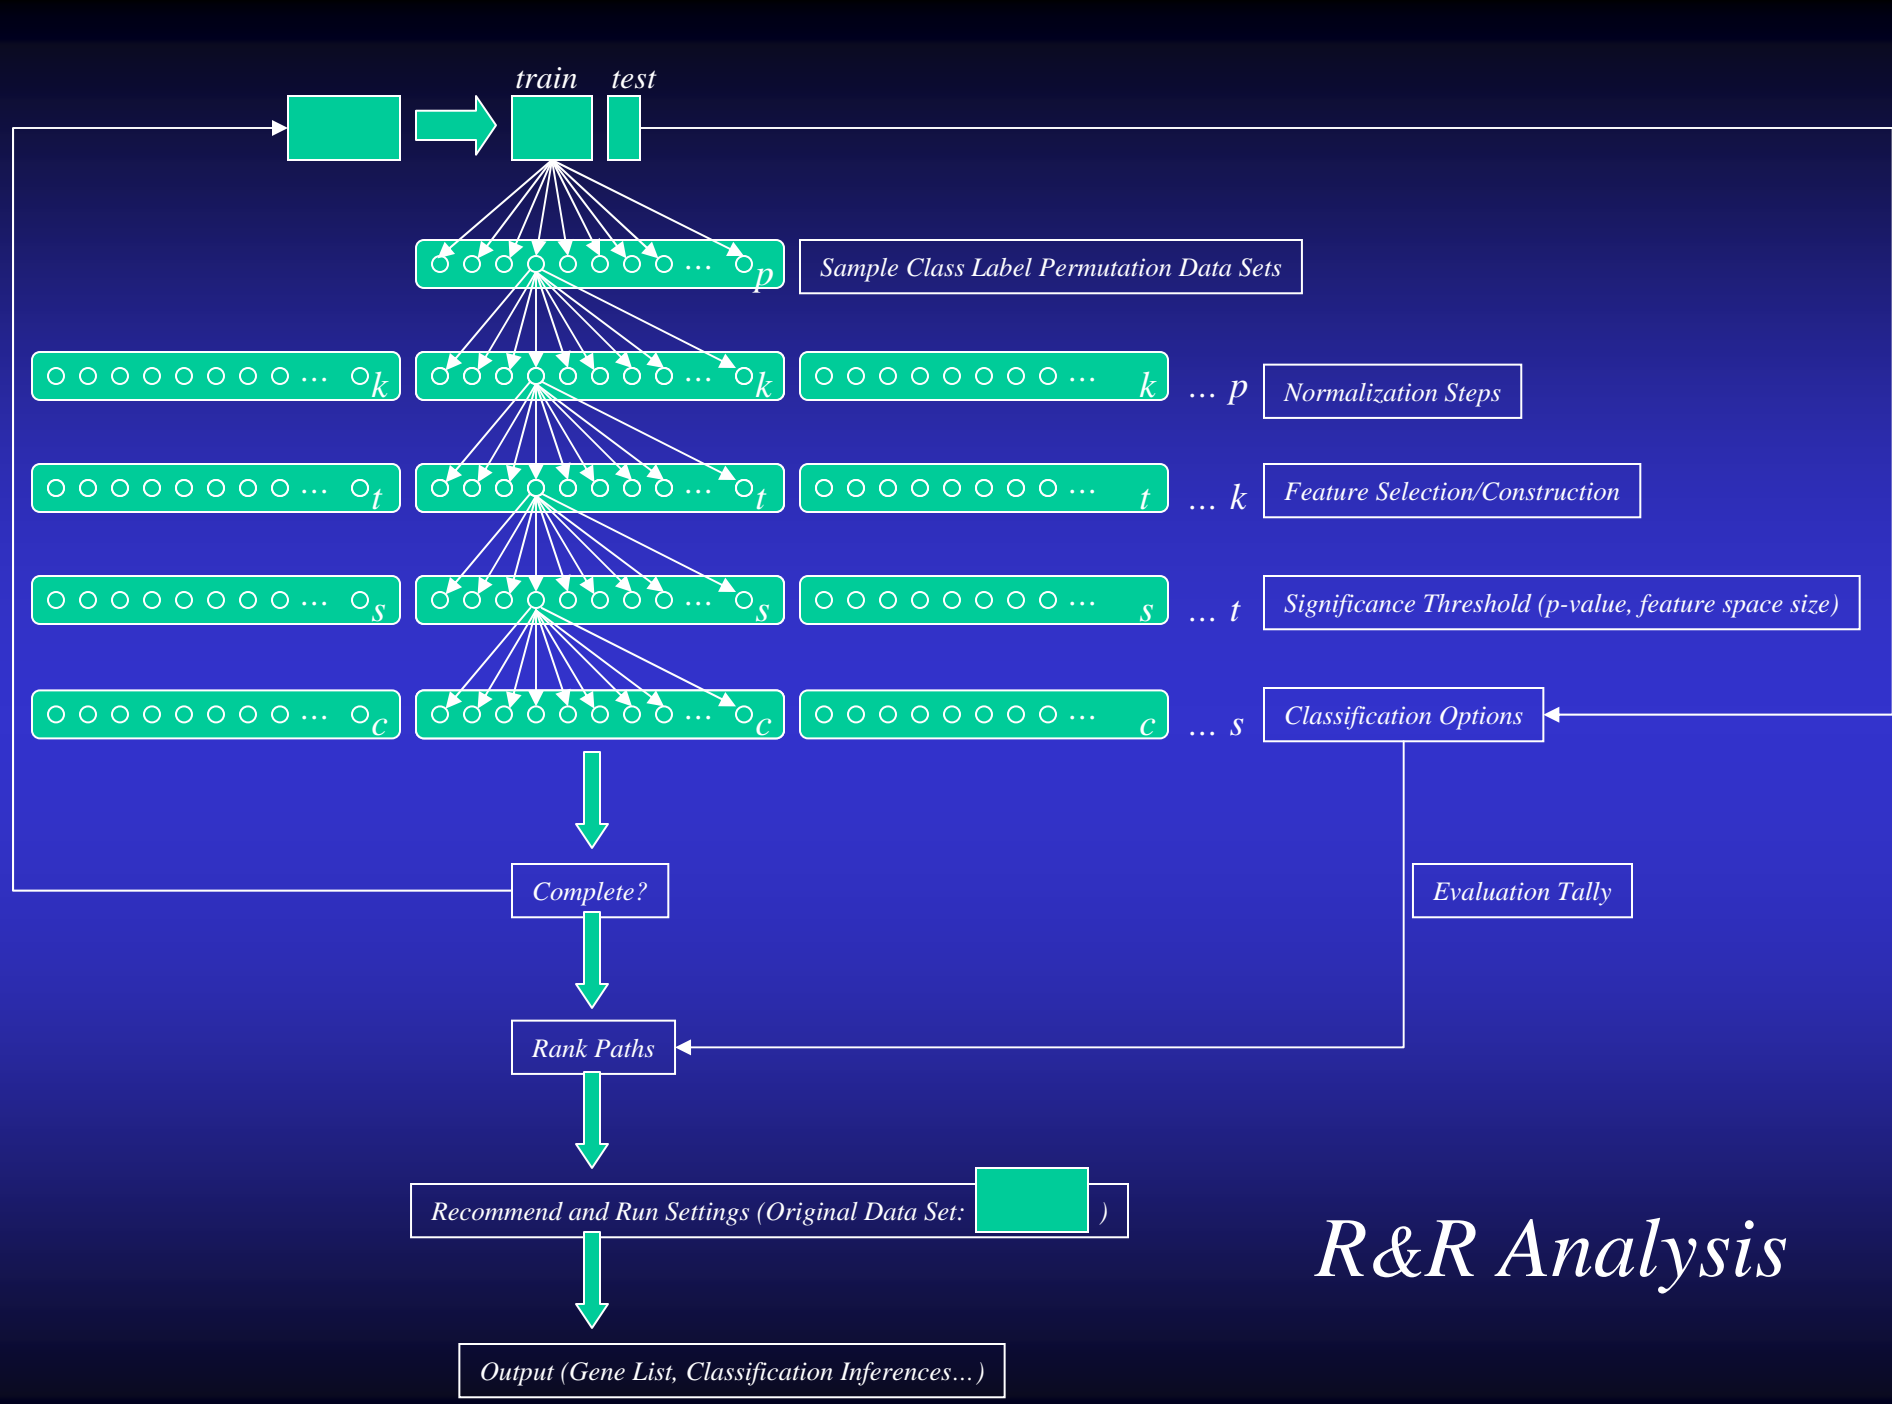 train test
… p Sample Class Label Permutation Data Sets
… k … k … k … p Normalization Steps
… t … t … t … k Feature Selection/Construction
… s … s … s … t Significance Threshold (p-value, feature space size)
… c … c … c … s Classification Options
Complete? Evaluation Tally
Rank Paths
Recommend and Run Settings (Original Data Set: )
R&R Analysis
Output (Gene List, Classification Inferences…)